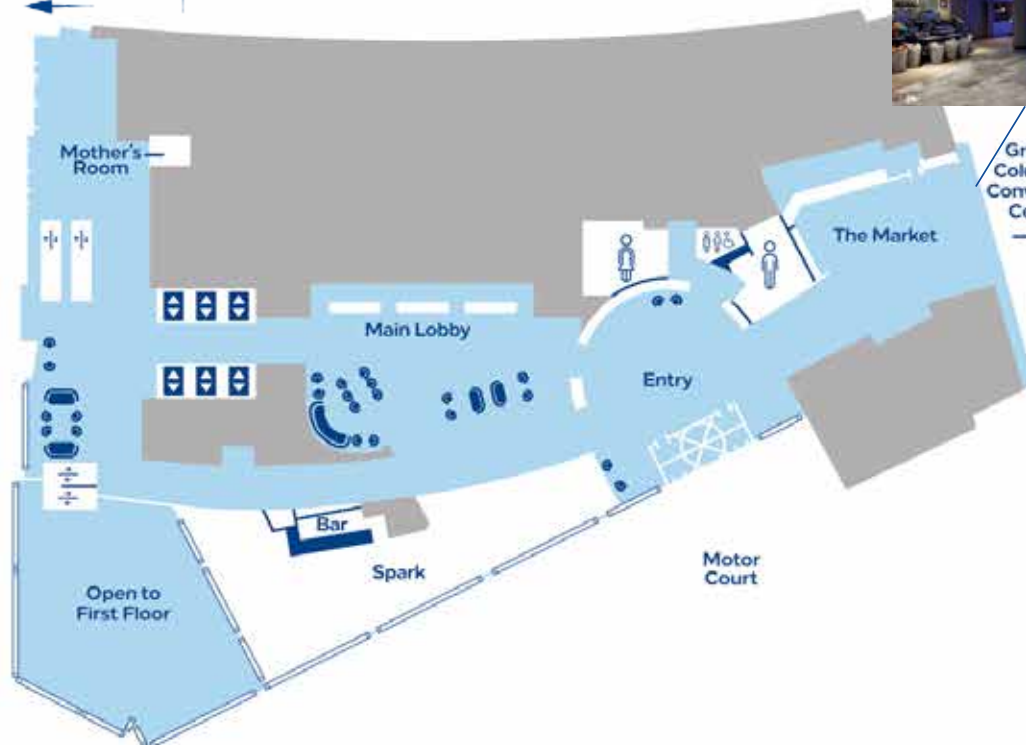 Mother's
Room
The Market
Main Lobby
Entry
Bar
Spark
Motor
Court
Open to
First Floor